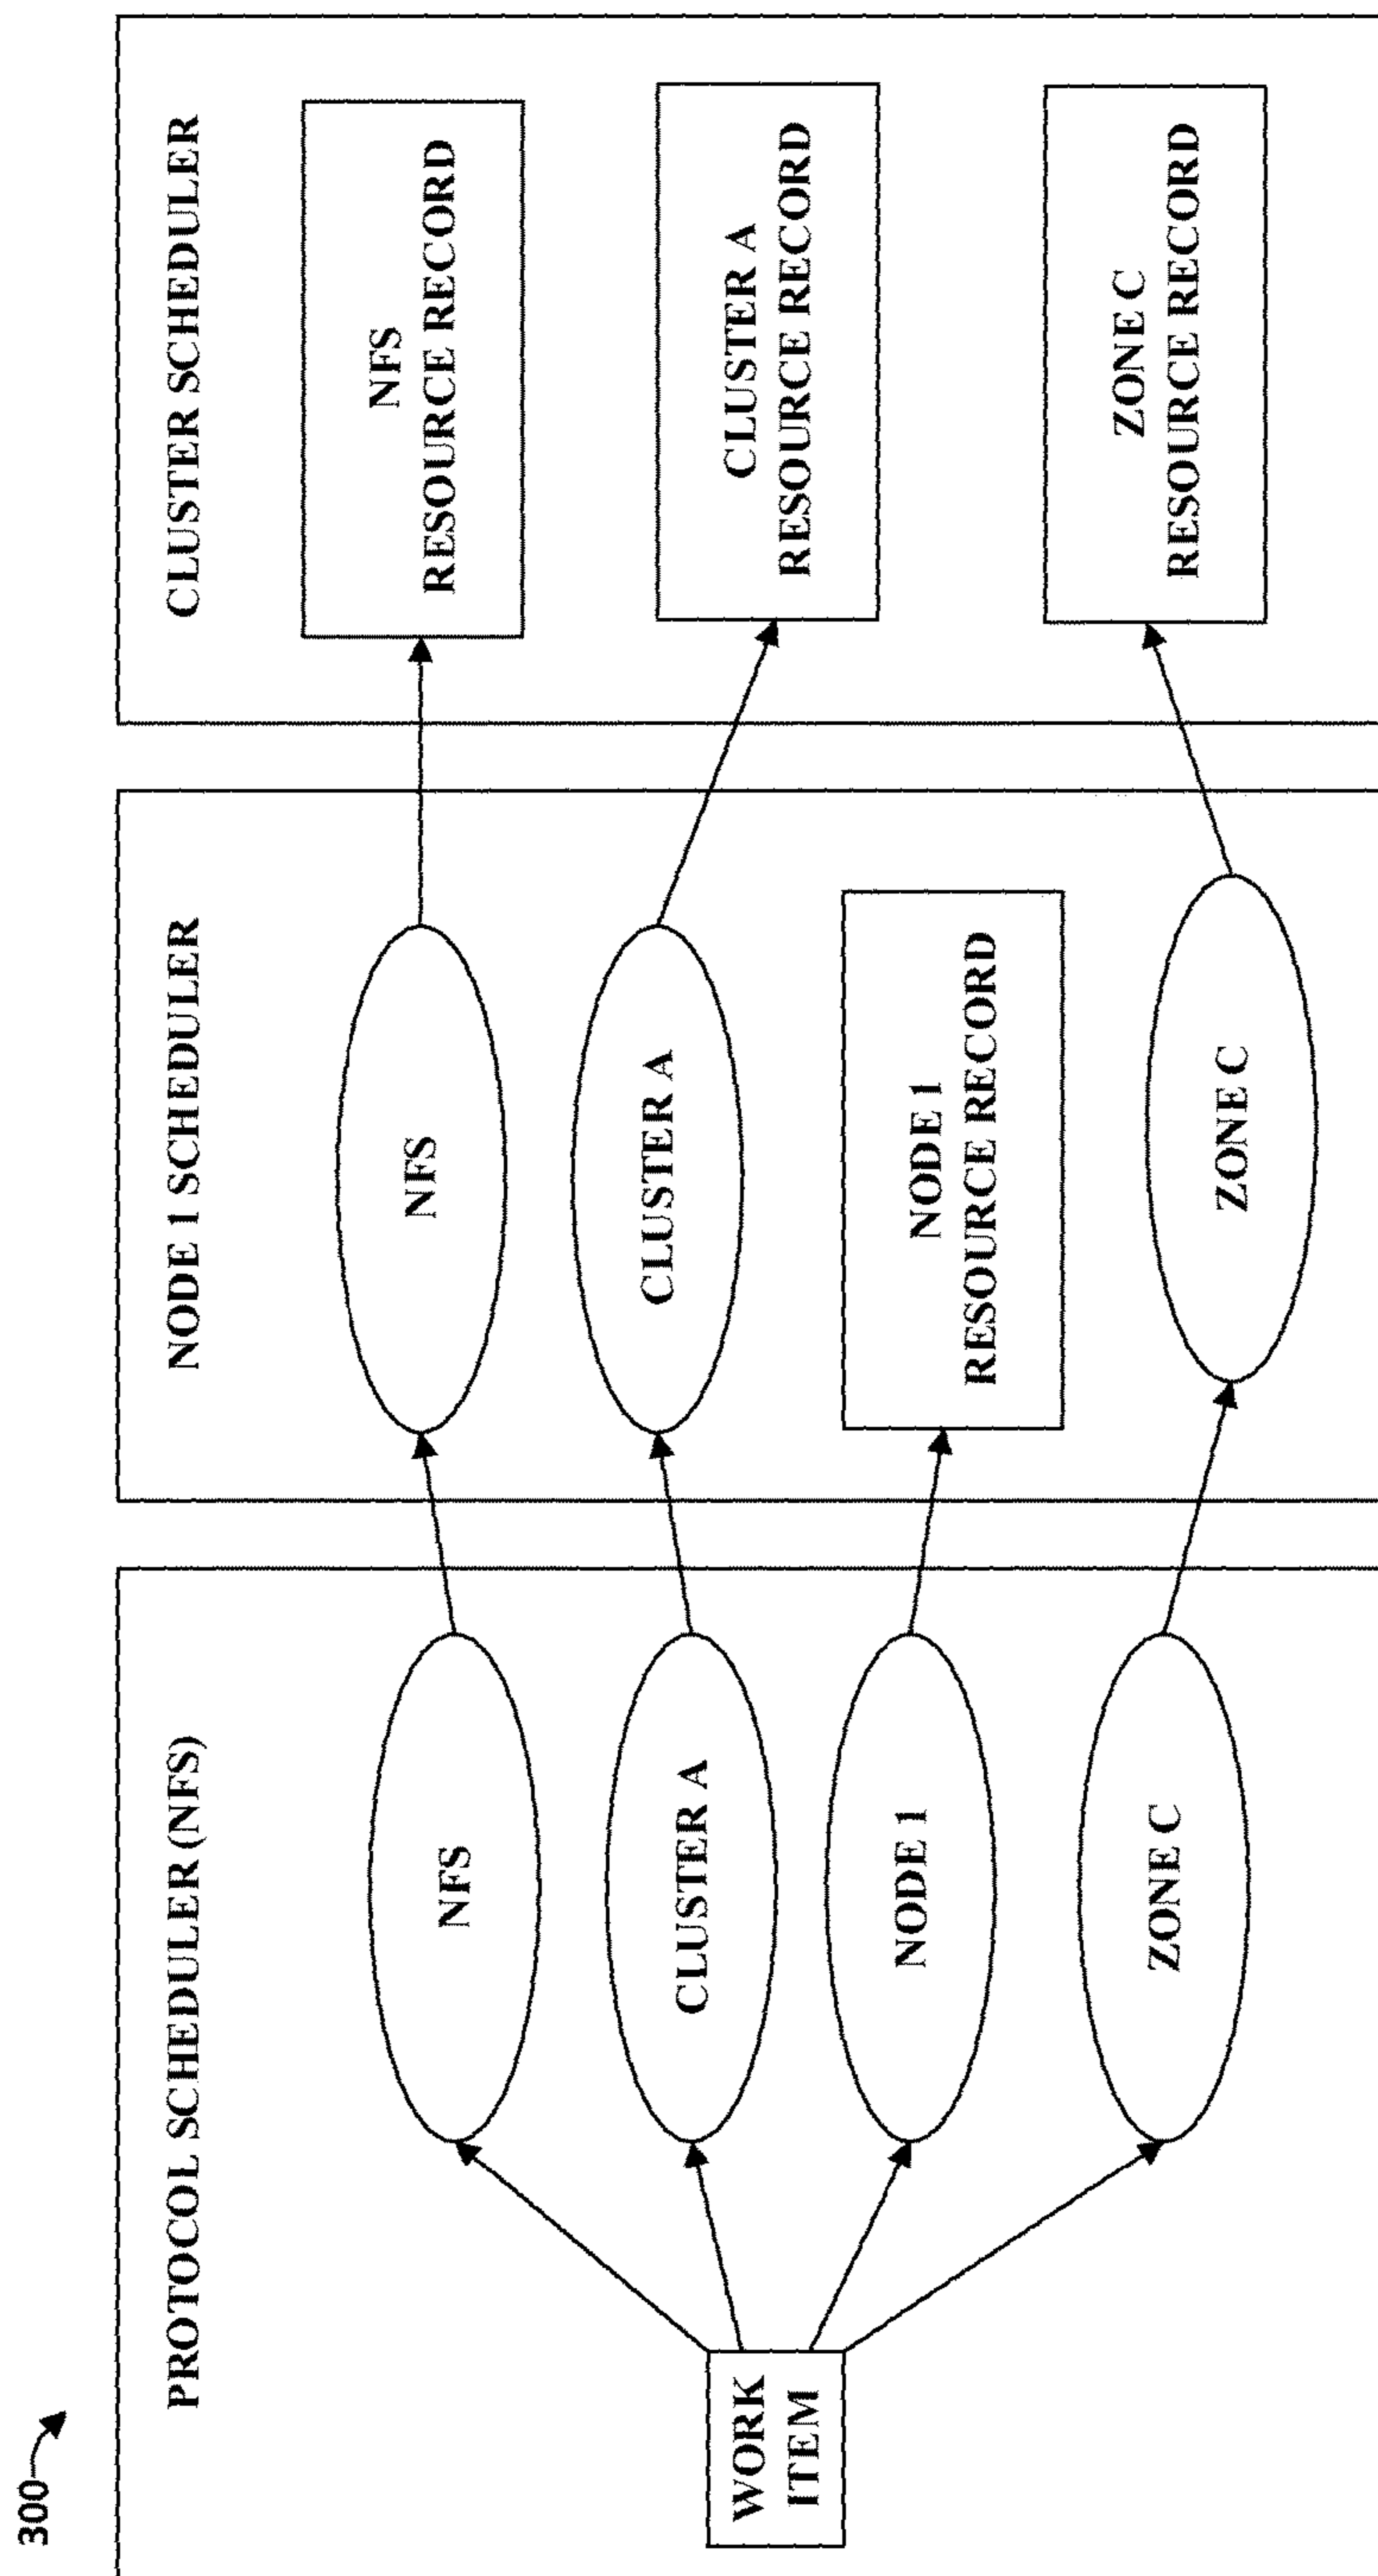 300
PROTOCOL SCHEDULER (NFS)
WORK
ITEM
NFS
CLUSTER A
NODE 1
ZONE C
NODE 1 SCHEDULER
NFS
CLUSTER A
NODE 1
RESOURCE RECORD
ZONE C
CLUSTER SCHEDULER
NFS
RESOURCE RECORD
CLUSTER A
RESOURCE RECORD
ZONE C
RESOURCE RECORD